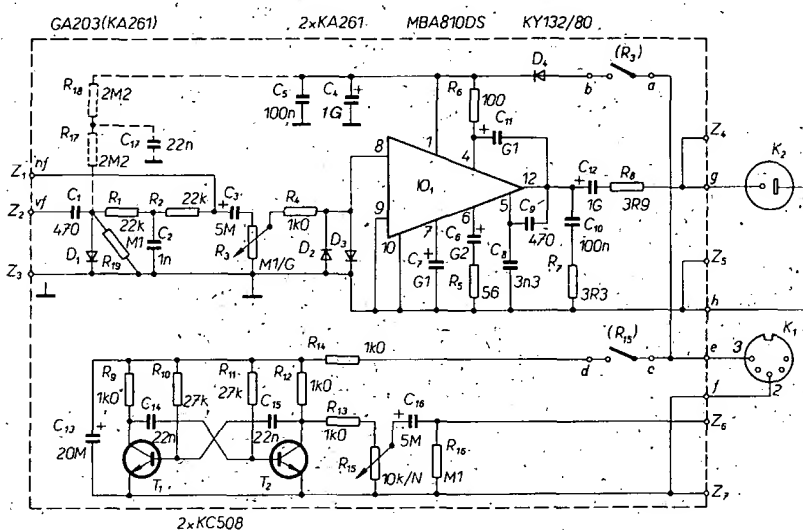 GA203(KA261) 2xKA261 MBA810DS KY132/80
R18 2M2
R17 2M2
C17 22n
C5 100n
C4 1G
R6 100
C11 G1
D4
b (R3) a
Z1 nf
Z2 vf
Z3
C1 470
R1 22k
R2 22k
C2 1n
D1
R19 M1
C3 5M
R3 M1/G
R4 1k0
D2 D3
8 9 10 1 4 12 5 6 7
IO1
C7 G1
C6 G2
R5 56
C8 3n3
C9 470
C12 1G
R8 3R9
C10 100n
R7 3R3
Z4
g
K2
Z5
h
R14 1k0
d (R15) c
e
K1
3
2
f
Z6
Z7
R9 1k0
R10 27k
R11 27k
R12 1k0
C13 20M
C14 22n
C15 22n
R13 1k0
C16 5M
R15 10k/N
R16 M1
T1
T2
2xKC508